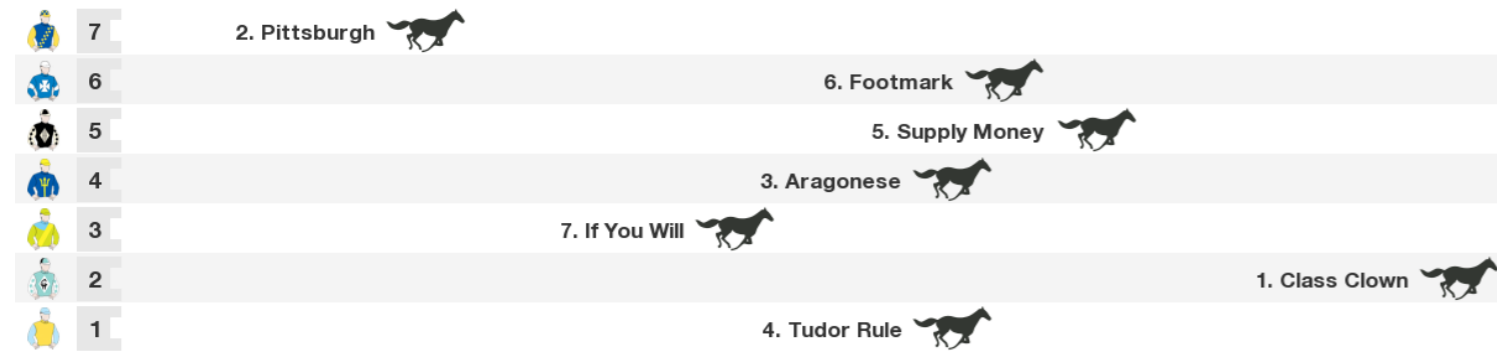 7 2. Pittsburgh
6 6. Footmark
5 5. Supply Money
4 3. Aragonese
3 7. If You Will
2 1. Class Clown
1 4. Tudor Rule